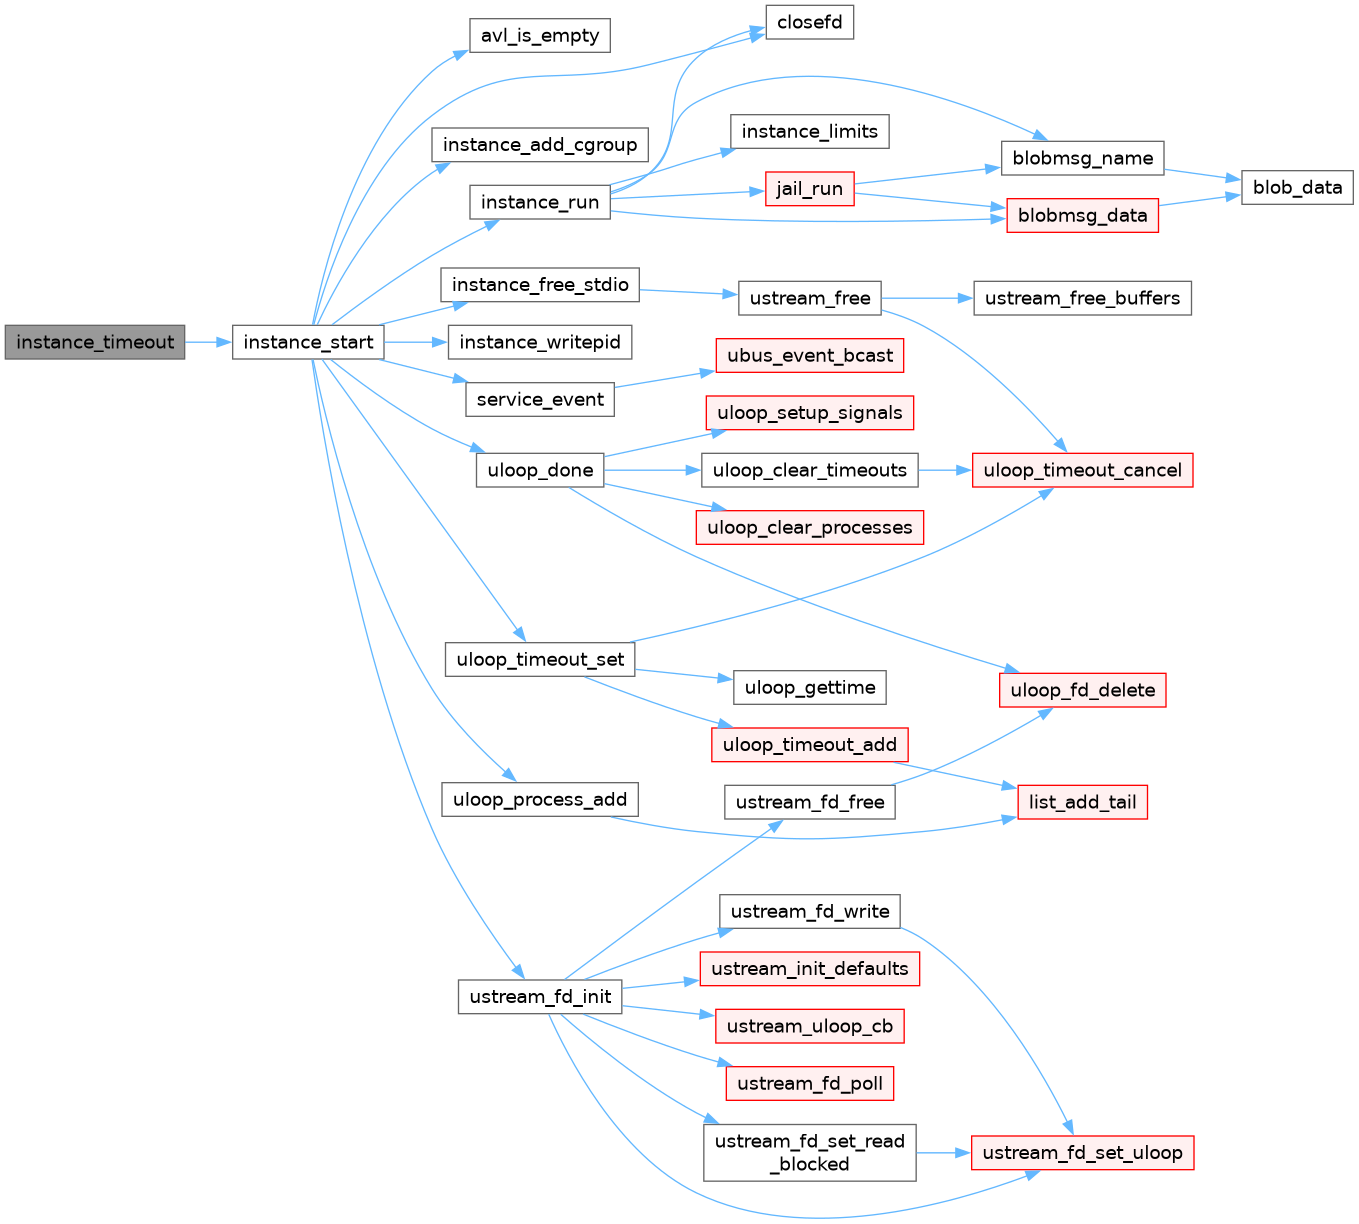 instance_timeout
instance_start
avl_is_empty
closefd
instance_add_cgroup
instance_run
instance_limits
jail_run
blobmsg_name
blobmsg_data
blob_data
instance_free_stdio
ustream_free
ustream_free_buffers
instance_writepid
service_event
ubus_event_bcast
uloop_done
uloop_setup_signals
uloop_clear_timeouts
uloop_timeout_cancel
uloop_clear_processes
uloop_timeout_set
uloop_gettime
uloop_fd_delete
uloop_timeout_add
uloop_process_add
ustream_fd_free
list_add_tail
ustream_fd_init
ustream_fd_write
ustream_init_defaults
ustream_uloop_cb
ustream_fd_poll
ustream_fd_set_read
_blocked
ustream_fd_set_uloop